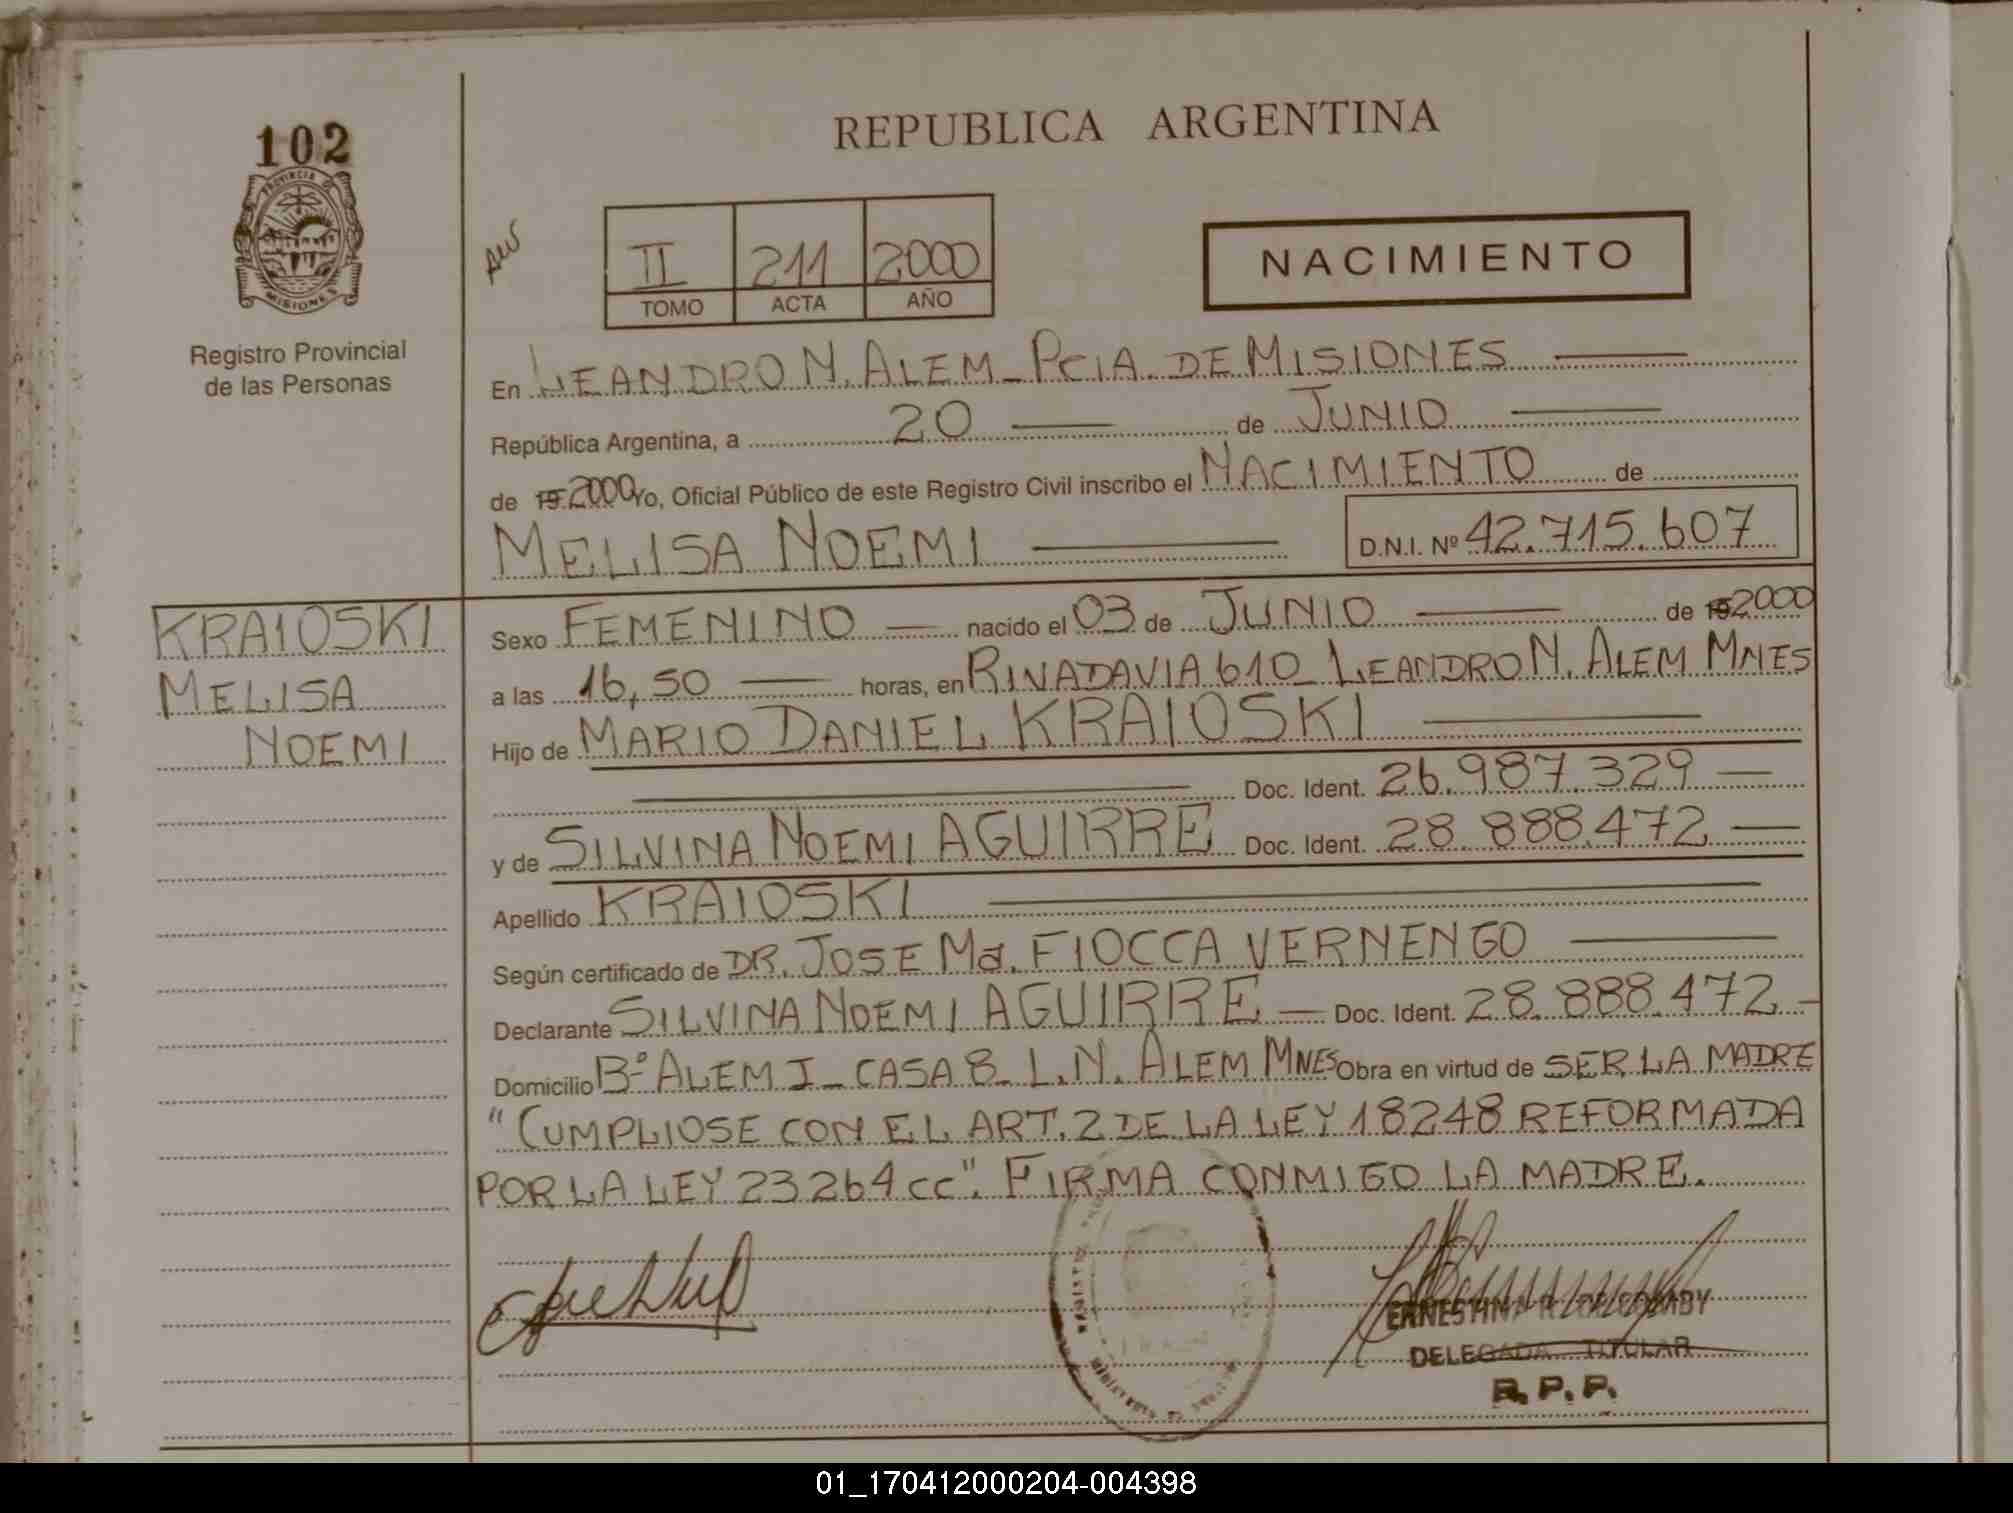 102
PROVINCIA DE
MISIONES
Registro Provincial
de las Personas
REPUBLICA ARGENTINA
II 211 2000
TOMO ACTA AÑO
NACIMIENTO
En LEANDRO N. ALEM - PCIA. DE MISIONES
República Argentina, a 20 de JUNIO
de 19 2000 Yo, Oficial Público de este Registro Civil inscribo el NACIMIENTO de
MELISA NOEMI D.N.I. Nº 42.715.607
KRAIOSKI
MELISA
NOEMI
Sexo FEMENINO nacido el 03 de JUNIO de 19 2000
a las 16,50 horas, en RIVADAVIA 610 - LEANDRO N. ALEM MNES
Hijo de MARIO DANIEL KRAIOSKI
Doc. Ident. 26.987.329
y de SILVINA NOEMI AGUIRRE Doc. Ident. 28.888.472
Apellido KRAIOSKI
Según certificado de DR. JOSE Ma. FIOCCA VERNENGO
Declarante SILVINA NOEMI AGUIRRE Doc. Ident. 28.888.472
Domicilio Bº ALEM I - CASA 8 - L.N. ALEM MNES Obra en virtud de SER LA MADRE
"CUMPLIOSE CON EL ART. 2 DE LA LEY 18248 REFORMADA
POR LA LEY 23264 cc". FIRMA CONMIGO LA MADRE.
DELEGADA TITULAR
R.P.P.
01_170412000204-004398